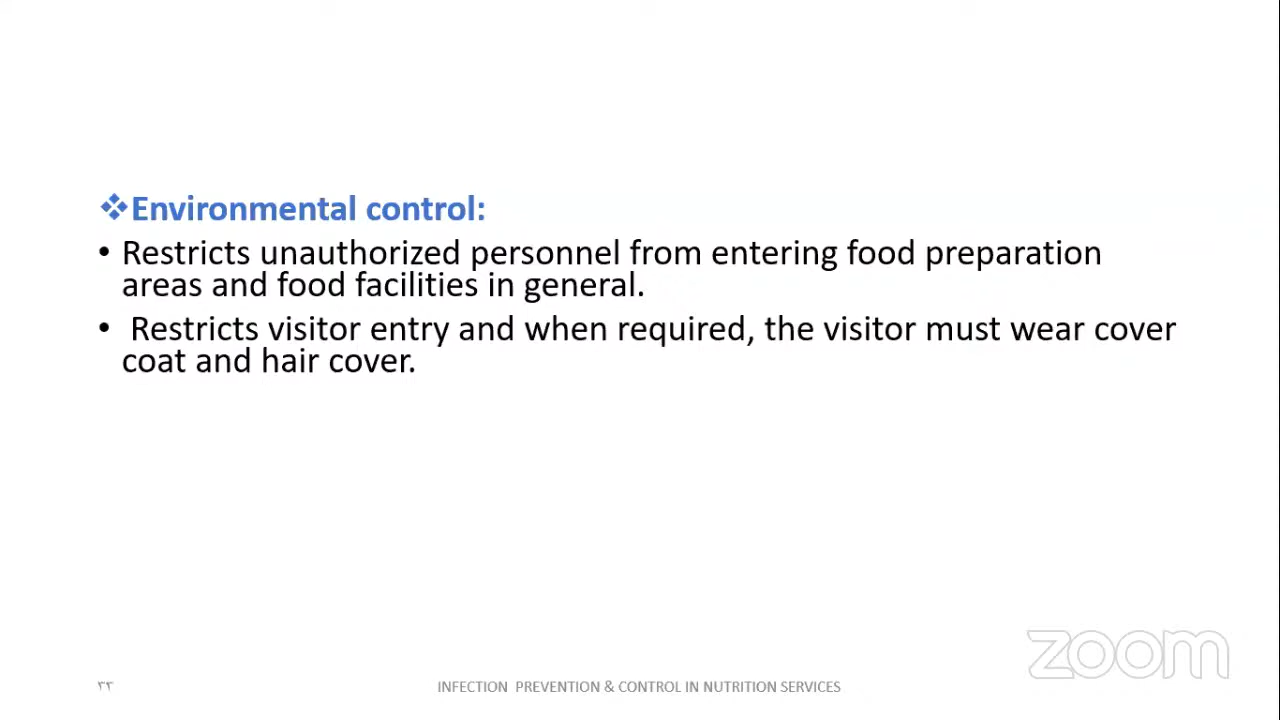 ❖Environmental control:
• Restricts unauthorized personnel from entering food preparation
areas and food facilities in general.
• Restricts visitor entry and when required, the visitor must wear cover
coat and hair cover.
zoom
٣٣
INFECTION PREVENTION & CONTROL IN NUTRITION SERVICES